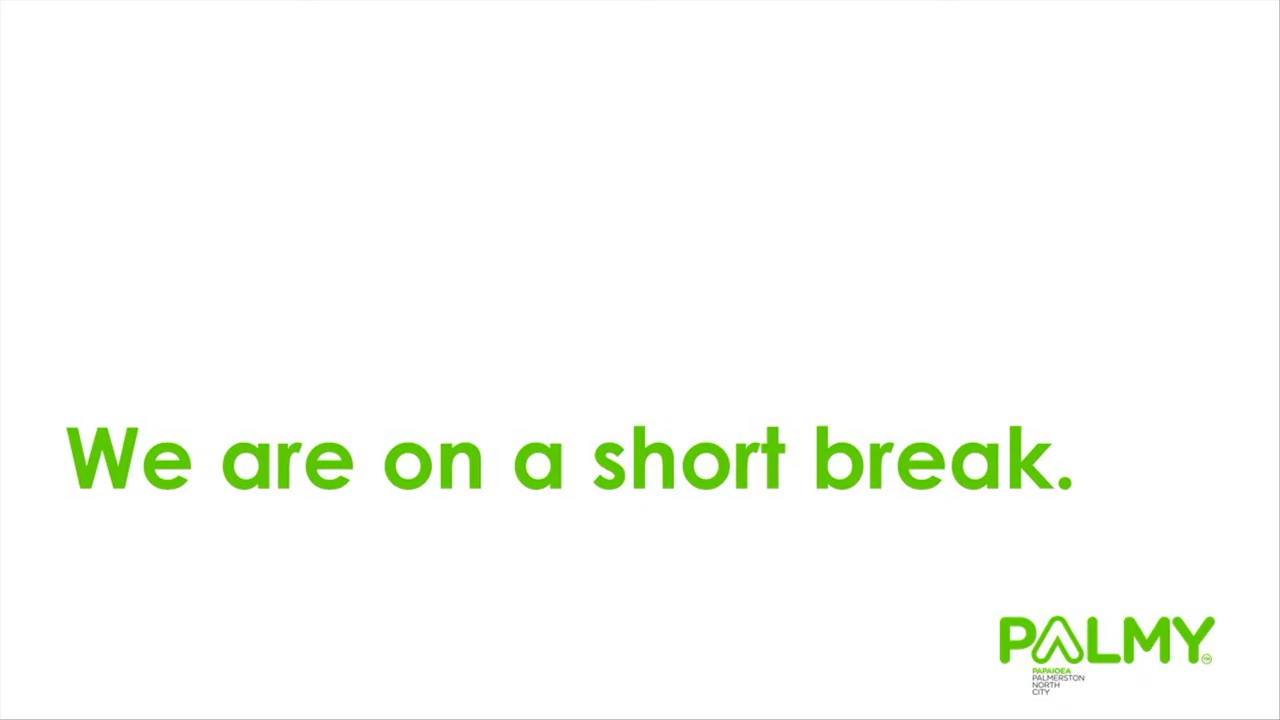 We are on a short break.
PALMY
PAPAIOEA
PALMERSTON
NORTH
CITY